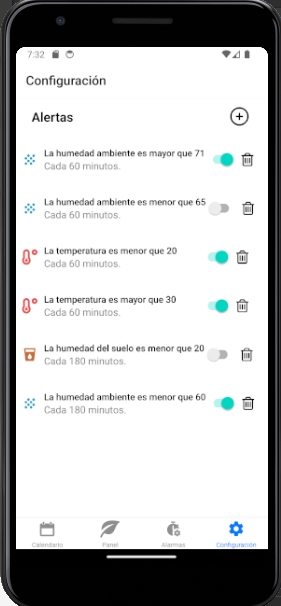 7:32
Configuración
Alertas
La humedad ambiente es mayor que 71
Cada 60 minutos.
La humedad ambiente es menor que 65
Cada 60 minutos.
La temperatura es menor que 20
Cada 60 minutos.
La temperatura es mayor que 30
Cada 60 minutos.
La humedad del suelo es menor que 20
Cada 180 minutos.
La humedad ambiente es menor que 60
Cada 180 minutos.
Calendario Panel Alarmas Configuración